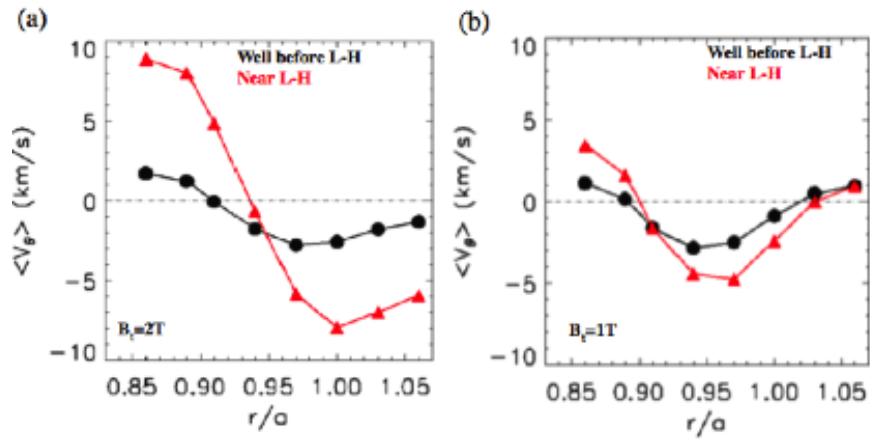 (a)
10
5
0
−5
−10
<Vθ> (km/s)
Well before L-H
Near L-H
Bt=2T
0.85 0.90 0.95 1.00 1.05
r/a
(b)
10
5
0
−5
−10
<Vθ> (km/s)
Well before L-H
Near L-H
Bt=1T
0.85 0.90 0.95 1.00 1.05
r/a